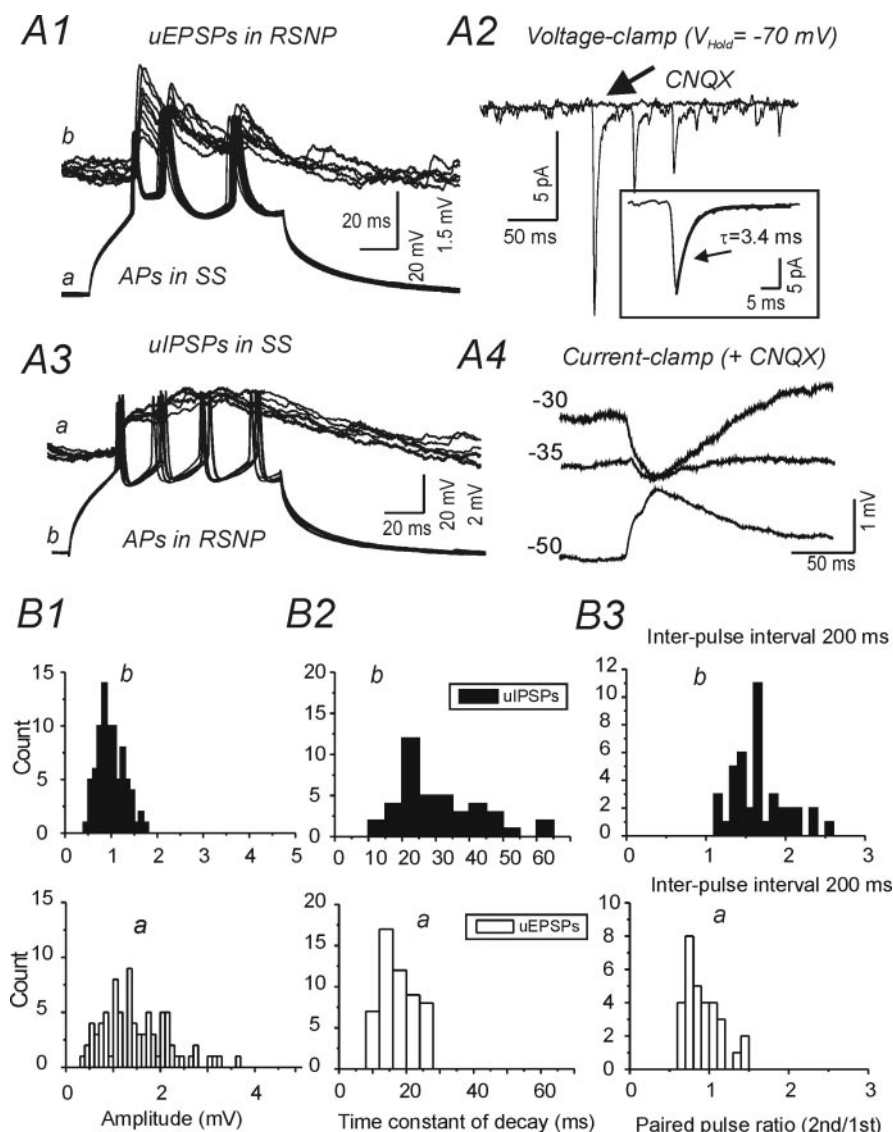 A1
uEPSPs in RSNP
b
20 ms
20 mV
1.5 mV
a
APs in SS
A2
Voltage-clamp (VHold= -70 mV)
CNQX
5 pA
50 ms
τ=3.4 ms
5 pA
5 ms
A3
uIPSPs in SS
a
20 ms
20 mV
2 mV
b
APs in RSNP
A4
Current-clamp (+ CNQX)
-30
-35
-50
1 mV
50 ms
B1
b
15
10
5
0
Count
0 1 2 3 4 5
a
15
10
5
0
Count
0 2 4
Amplitude (mV)
B2
b
uIPSPs
20
15
10
5
0
0 10 20 30 40 50 60
a
uEPSPs
20
15
10
5
0
0 20 40 60
Time constant of decay (ms)
B3
Inter-pulse interval 200 ms
b
12
10
8
6
4
2
0
0 1 2 3
Inter-pulse interval 200 ms
a
10
8
6
4
2
0
0 1 2 3
Paired pulse ratio (2nd/1st)